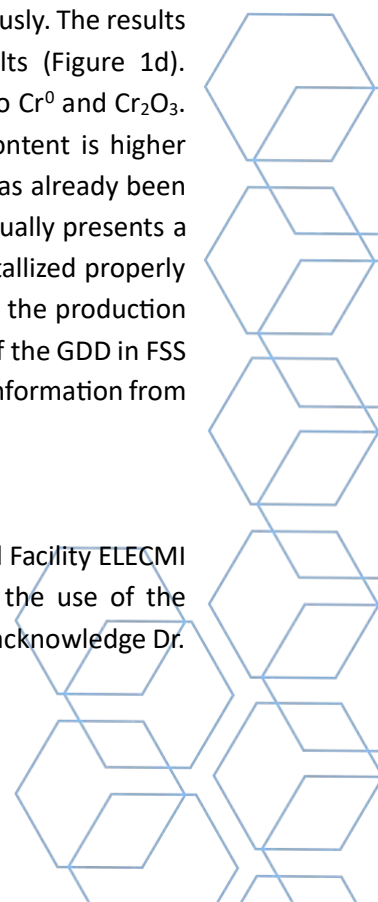 usly. The results
lts (Figure 1d).
o Cr⁰ and Cr₂O₃.
ontent is higher
as already been
ually presents a
tallized properly
the production
f the GDD in FSS
nformation from
l Facility ELECMI
the use of the
acknowledge Dr.